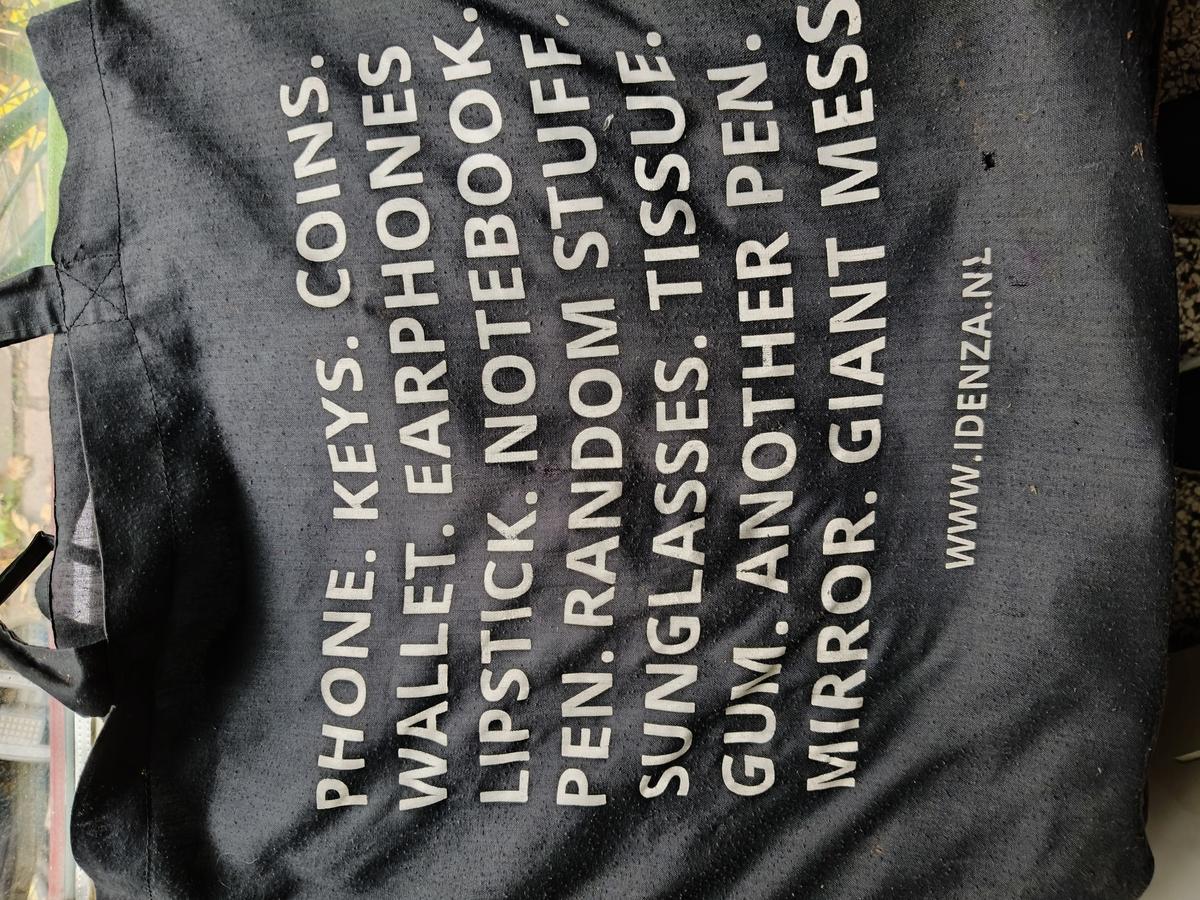 PHONE. KEYS. COINS.
WALLET. EARPHONES
LIPSTICK. NOTEBOOK.
PEN. RANDOM STUFF.
SUNGLASSES. TISSUE.
GUM. ANOTHER PEN.
MIRROR. GIANT MESS
WWW.IDENZA.NL